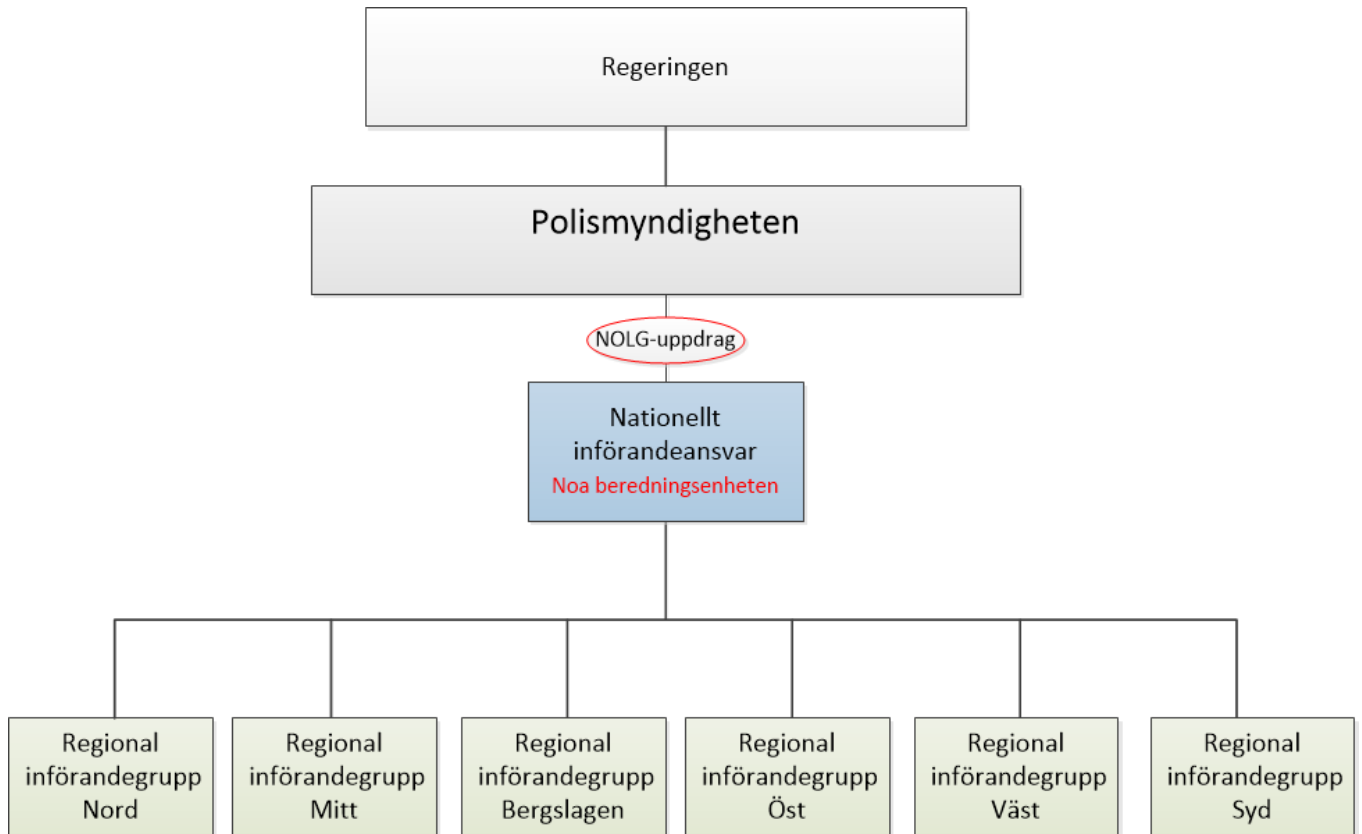 Regeringen
Polismyndigheten
NOLG-uppdrag
Nationellt
införandeansvar
Noa beredningsenheten
Regional
införandegrupp
Nord
Regional
införandegrupp
Mitt
Regional
införandegrupp
Bergslagen
Regional
införandegrupp
Öst
Regional
införandegrupp
Väst
Regional
införandegrupp
Syd